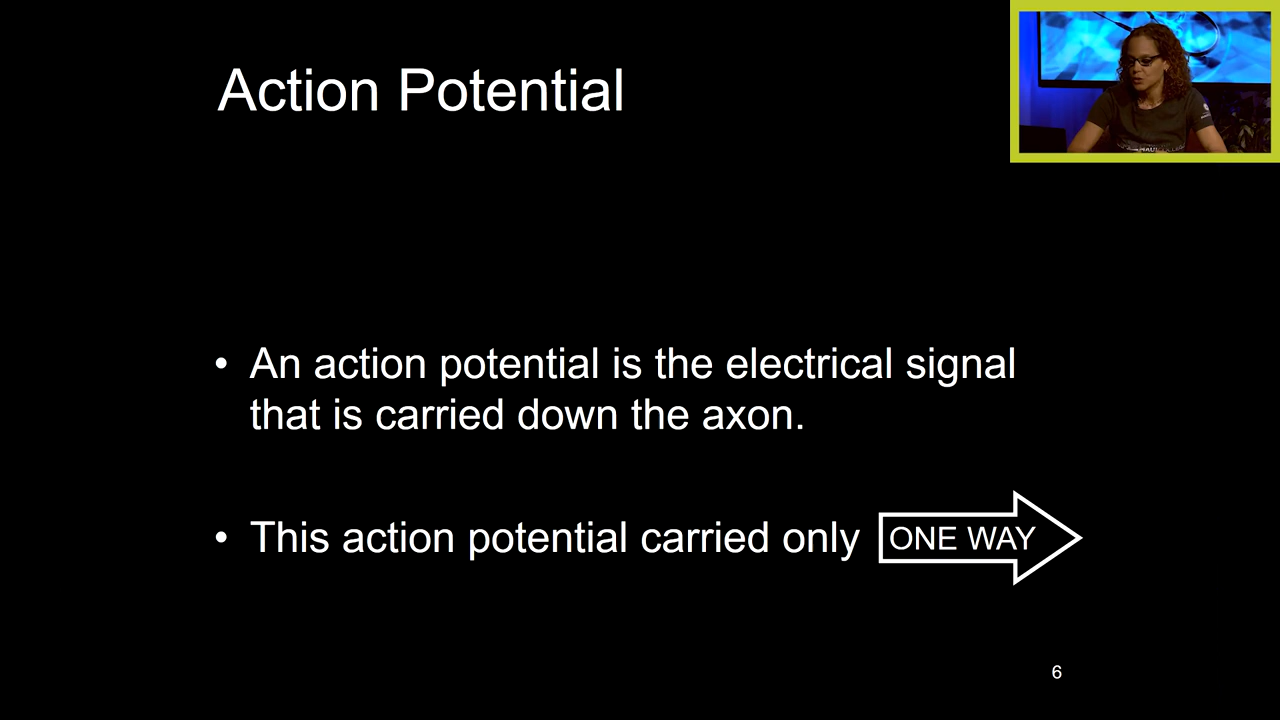 Action Potential
• An action potential is the electrical signal
that is carried down the axon.
• This action potential carried only ONE WAY
6